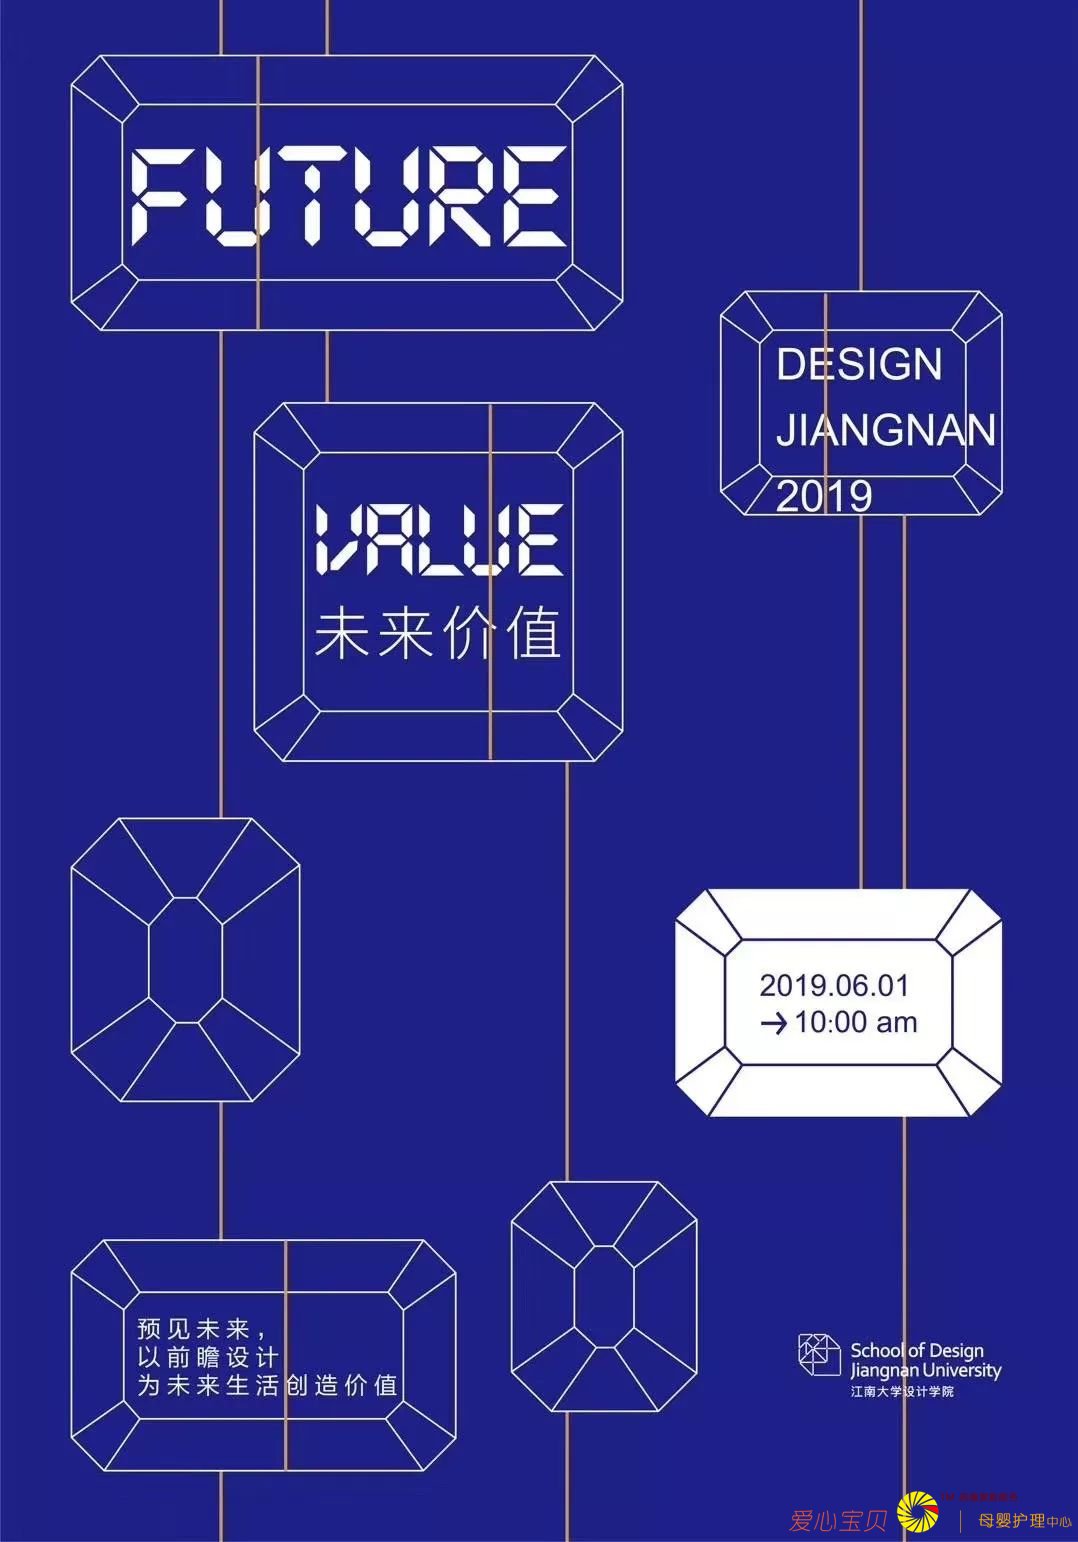 FUTURE
DESIGN
JIANGNAN
2019
VALUE
未来价值
2019.06.01
→10:00 am
预见未来，
以前瞻设计
为未来生活创造价值
School of Design
Jiangnan University
江南大学设计学院
爱心宝贝
母婴护理中心